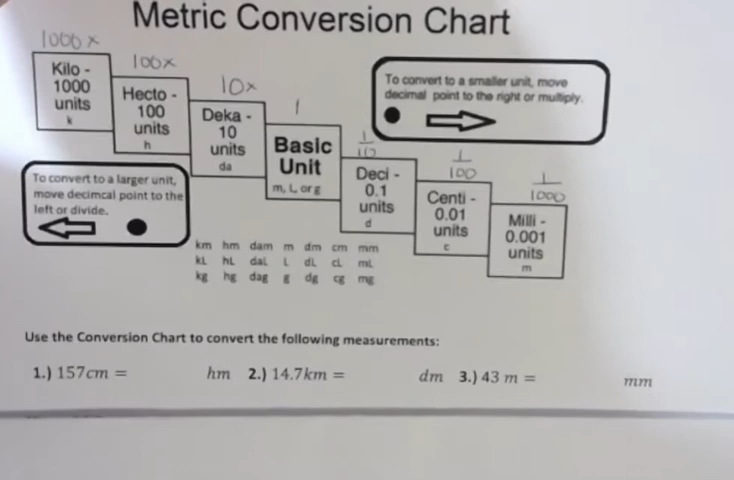 Metric Conversion Chart
1000 x
100x
10x
1
1/10
1/100
1/1000
Kilo -
1000
units
k
Hecto -
100
units
h
Deka -
10
units
da
Basic
Unit
m, L, or g
Deci -
0.1
units
d
Centi -
0.01
units
c
Milli -
0.001
units
m
To convert to a smaller unit, move
decimal point to the right or multiply.
To convert to a larger unit,
move decimcal point to the
left or divide.
km hm dam m dm cm mm
kL hL daL L dL cL mL
kg hg dag g dg cg mg
Use the Conversion Chart to convert the following measurements:
1.) 157cm = hm 2.) 14.7km = dm 3.) 43 m = mm